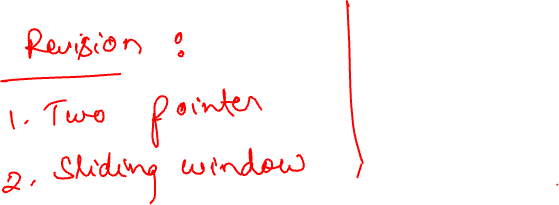 Revision :
1. Two pointer
2. Sliding window